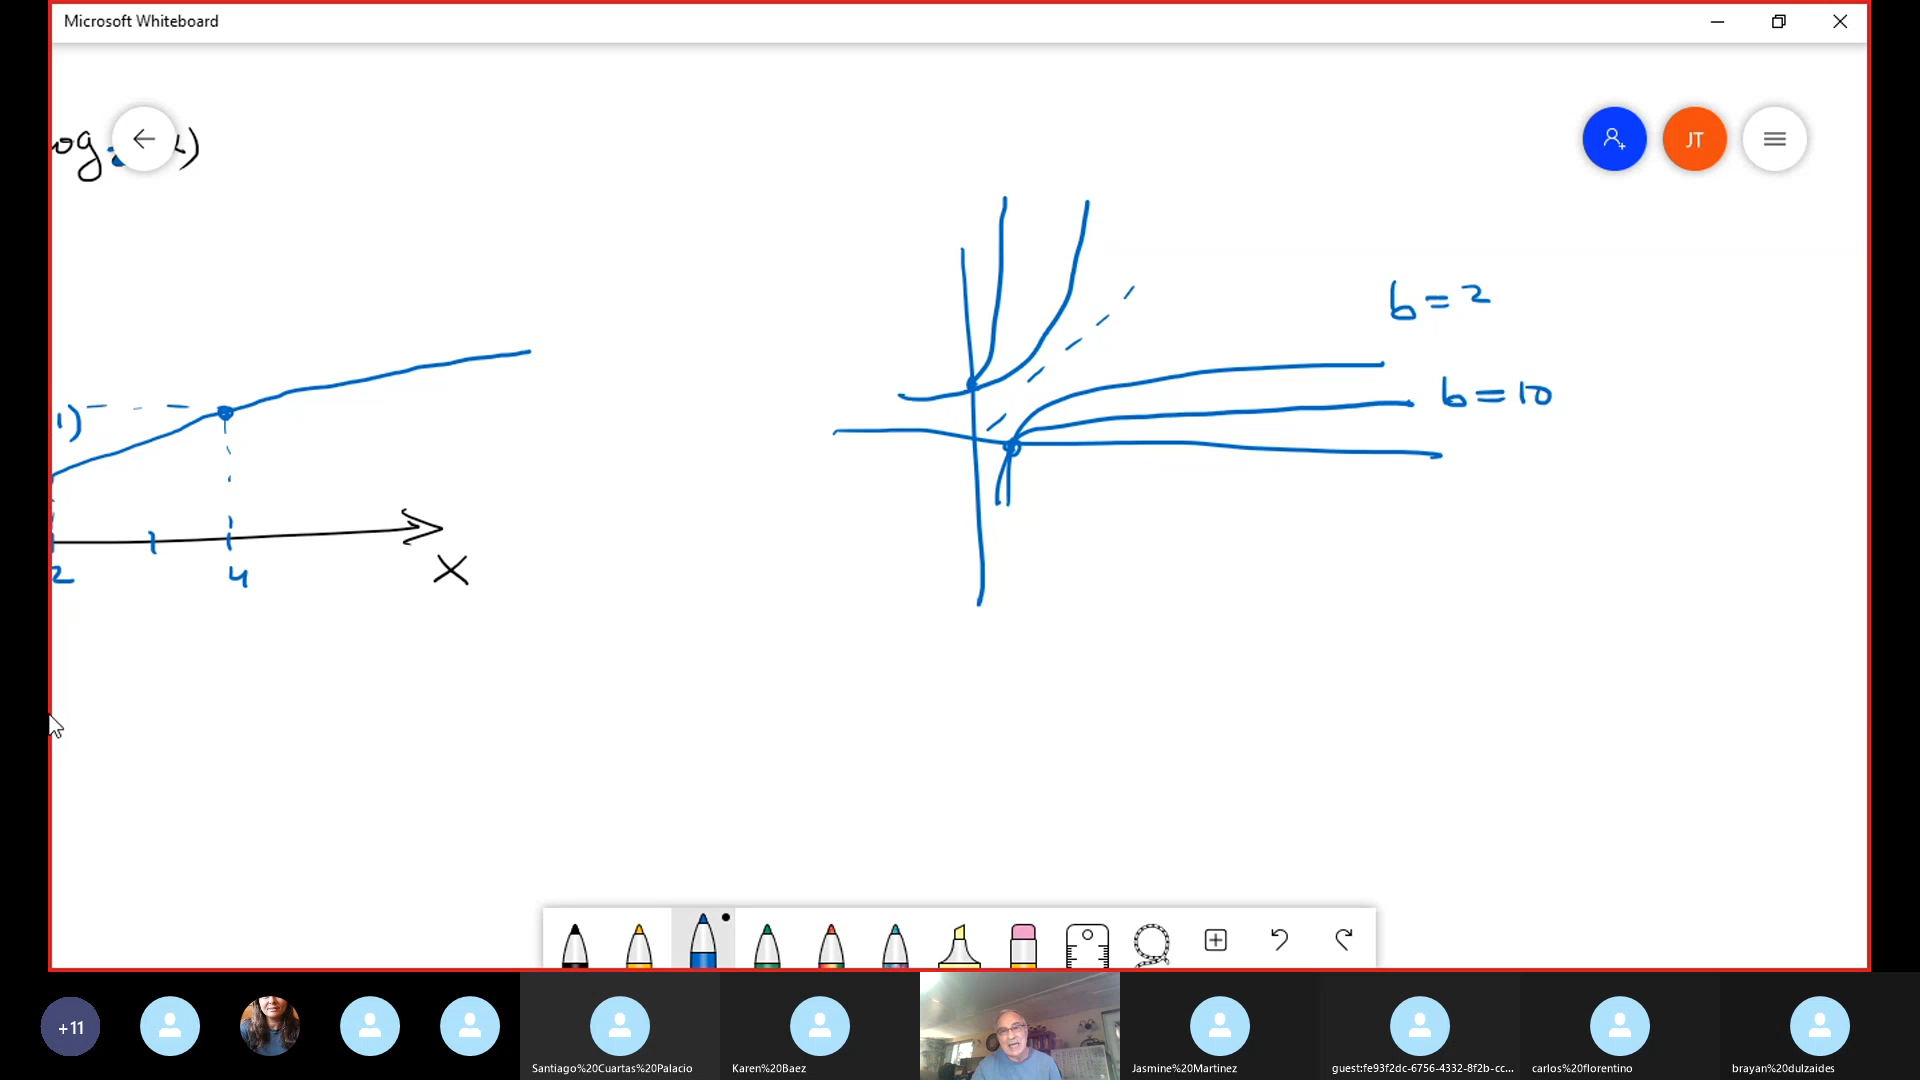 Microsoft Whiteboard
JT
b = 2
b = 10
1)
2
4
X
+11
Santiago%20Cuartas%20Palacio
Karen%20Baez
Jasmine%20Martinez
guest:fe93f2dc-6756-4332-8f2b-cc...
carlos%20florentino
brayan%20dulzaides